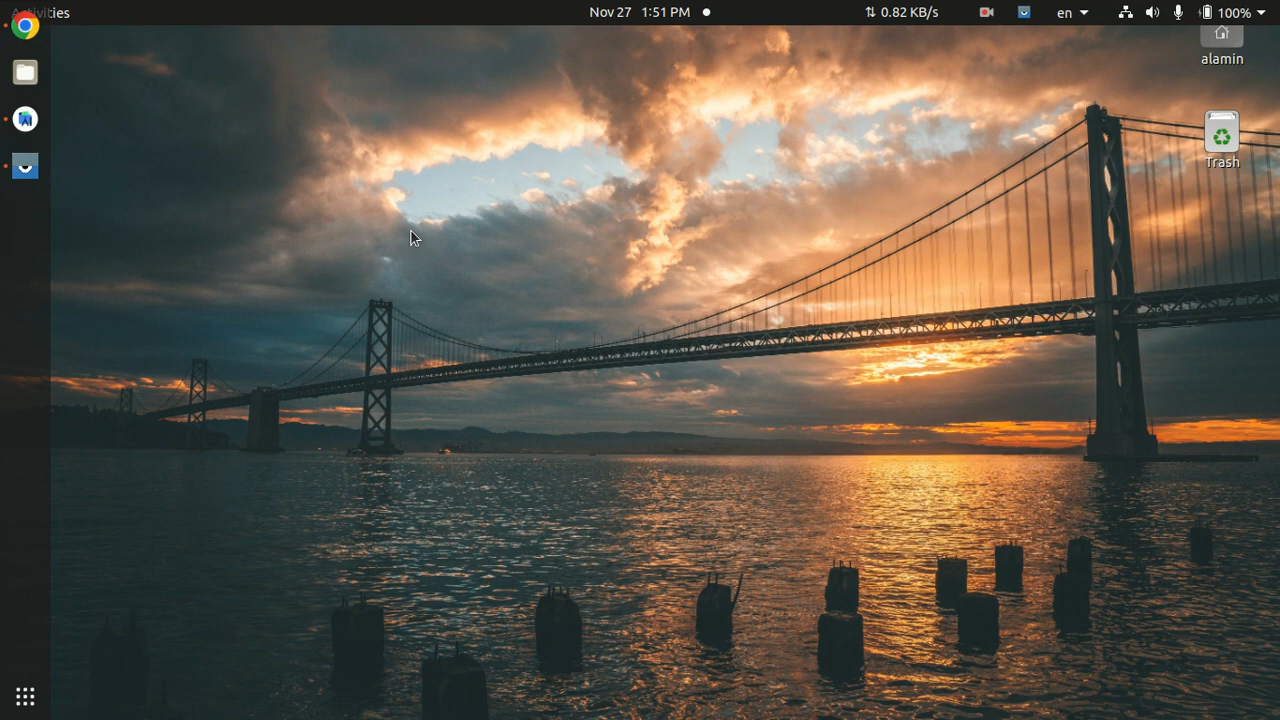 Activities
Nov 27 1:51 PM
0.82 KB/s
en
100%
alamin
Trash